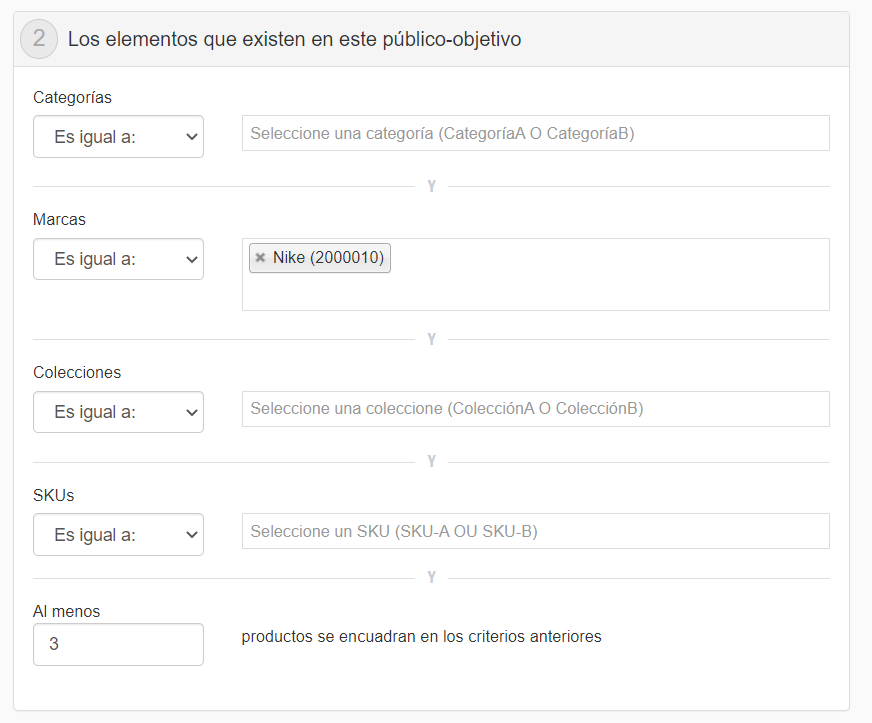 2 Los elementos que existen en este público-objetivo
Categorías
Es igual a: Seleccione una categoría (CategoríaA O CategoríaB)
Y
Marcas
Es igual a: × Nike (2000010)
Y
Colecciones
Es igual a: Seleccione una coleccione (ColecciónA O ColecciónB)
Y
SKUs
Es igual a: Seleccione un SKU (SKU-A OU SKU-B)
Y
Al menos
3 productos se encuadran en los criterios anteriores